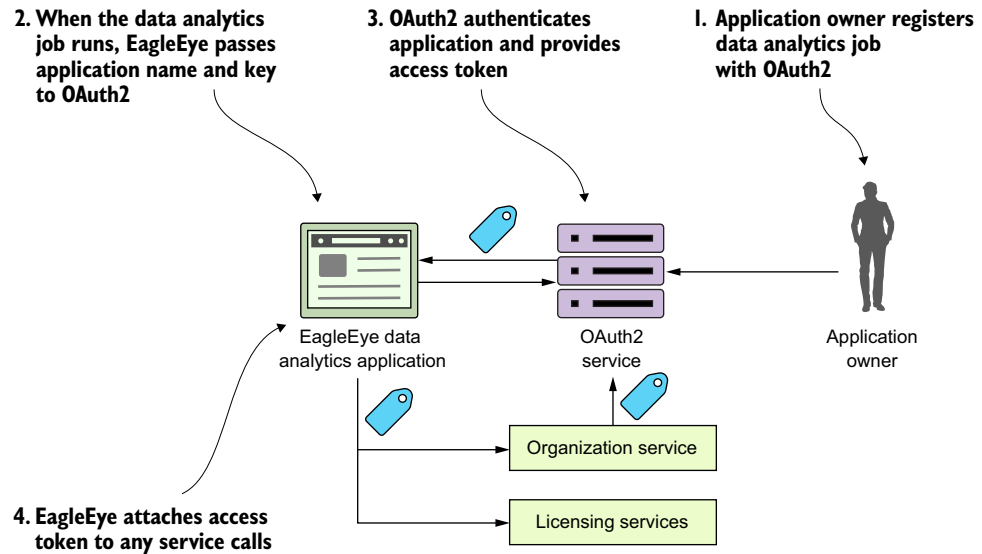 2. When the data analytics
job runs, EagleEye passes
application name and key
to OAuth2
3. OAuth2 authenticates
application and provides
access token
1. Application owner registers
data analytics job
with OAuth2
EagleEye data
analytics application
OAuth2
service
Application
owner
Organization service
Licensing services
4. EagleEye attaches access
token to any service calls